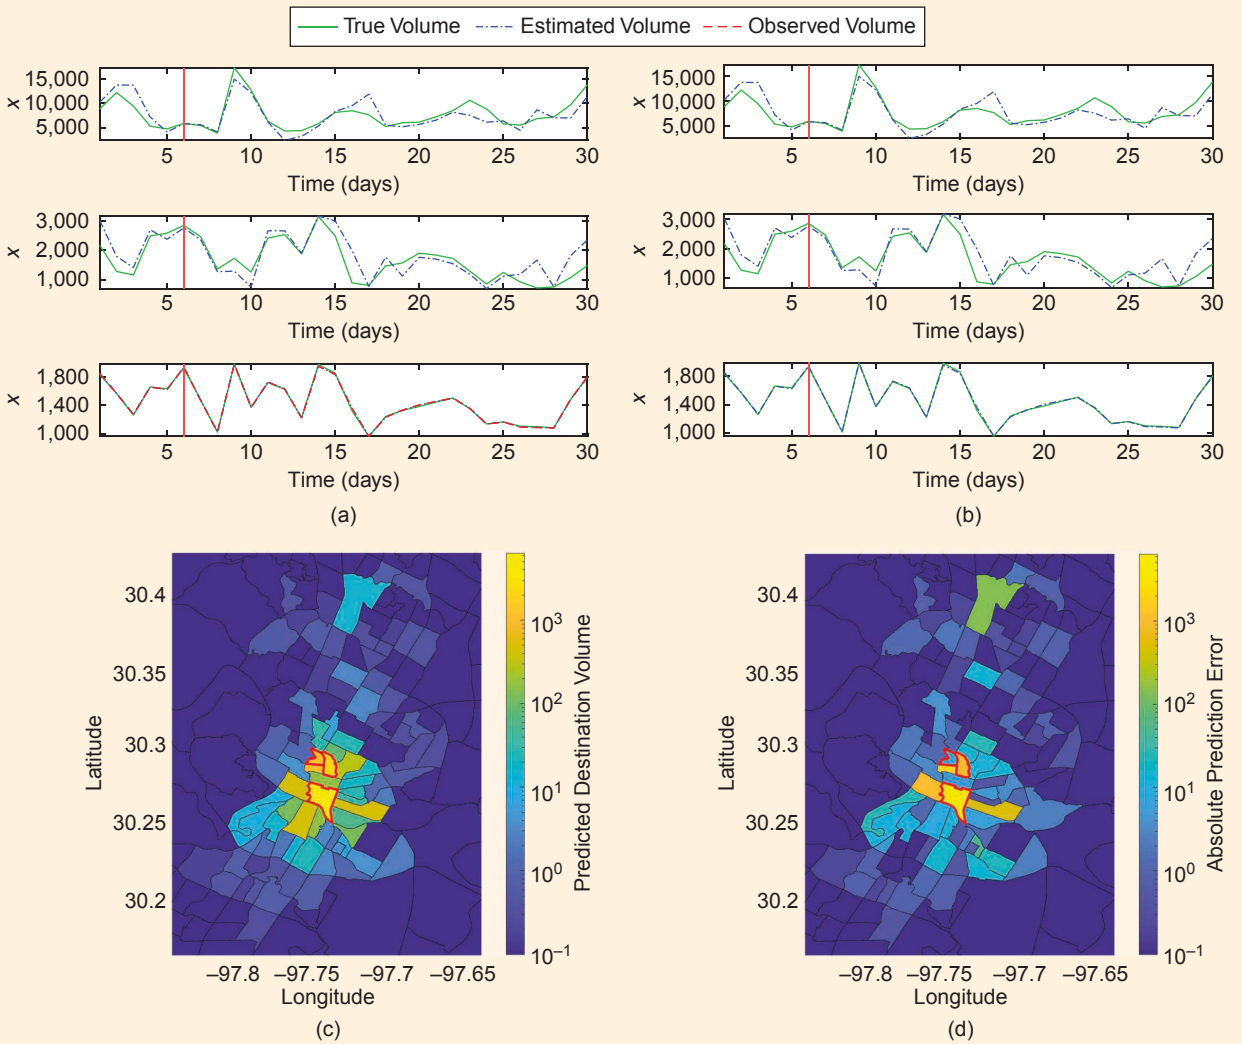 True Volume Estimated Volume Observed Volume
15,000
10,000
5,000
x
5 10 15 20 25 30
Time (days)
15,000
10,000
5,000
x
5 10 15 20 25 30
Time (days)
3,000
2,000
1,000
x
5 10 15 20 25 30
Time (days)
3,000
2,000
1,000
x
5 10 15 20 25 30
Time (days)
1,800
1,400
1,000
x
5 10 15 20 25 30
Time (days)
(a)
1,800
1,400
1,000
x
5 10 15 20 25 30
Time (days)
(b)
30.4
30.35
30.3
30.25
30.2
Latitude
–97.8 –97.75 –97.7 –97.65
Longitude
10³
10²
10¹
10⁰
10⁻¹
Predicted Destination Volume
(c)
30.4
30.35
30.3
30.25
30.2
Latitude
–97.8 –97.75 –97.7 –97.65
Longitude
10³
10²
10¹
10⁰
10⁻¹
Absolute Prediction Error
(d)